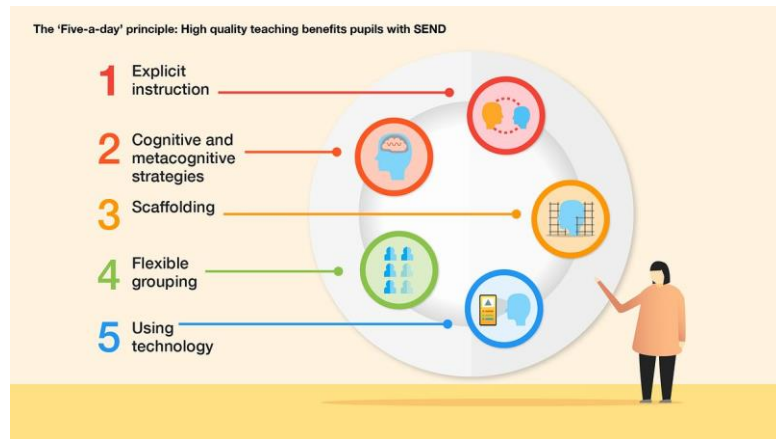 The ‘Five-a-day’ principle: High quality teaching benefits pupils with SEND
1 Explicit
instruction
2 Cognitive and
metacognitive
strategies
3 Scaffolding
4 Flexible
grouping
5 Using
technology